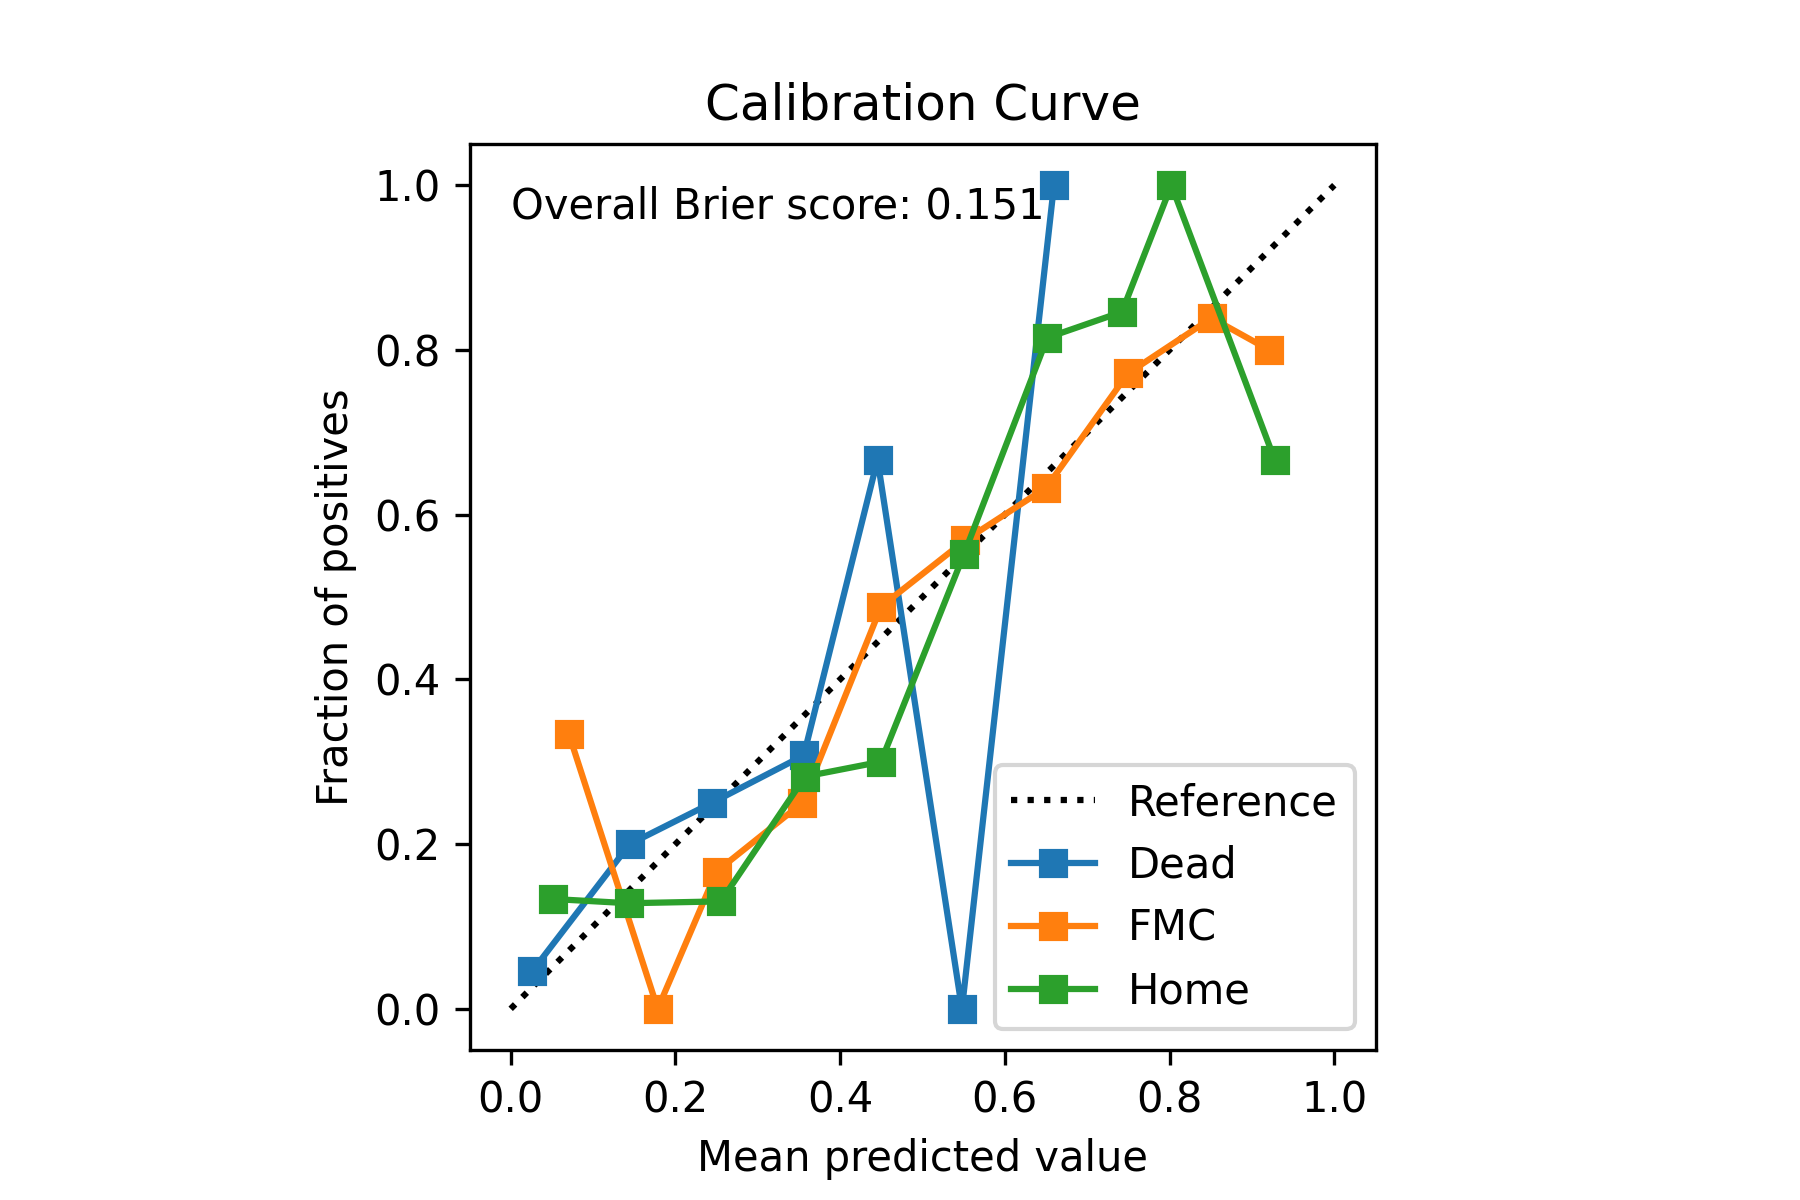 Calibration Curve
Overall Brier score: 0.151
1.0
0.8
0.6
0.4
0.2
0.0
Fraction of positives
Reference
Dead
FMC
Home
0.0 0.2 0.4 0.6 0.8 1.0
Mean predicted value